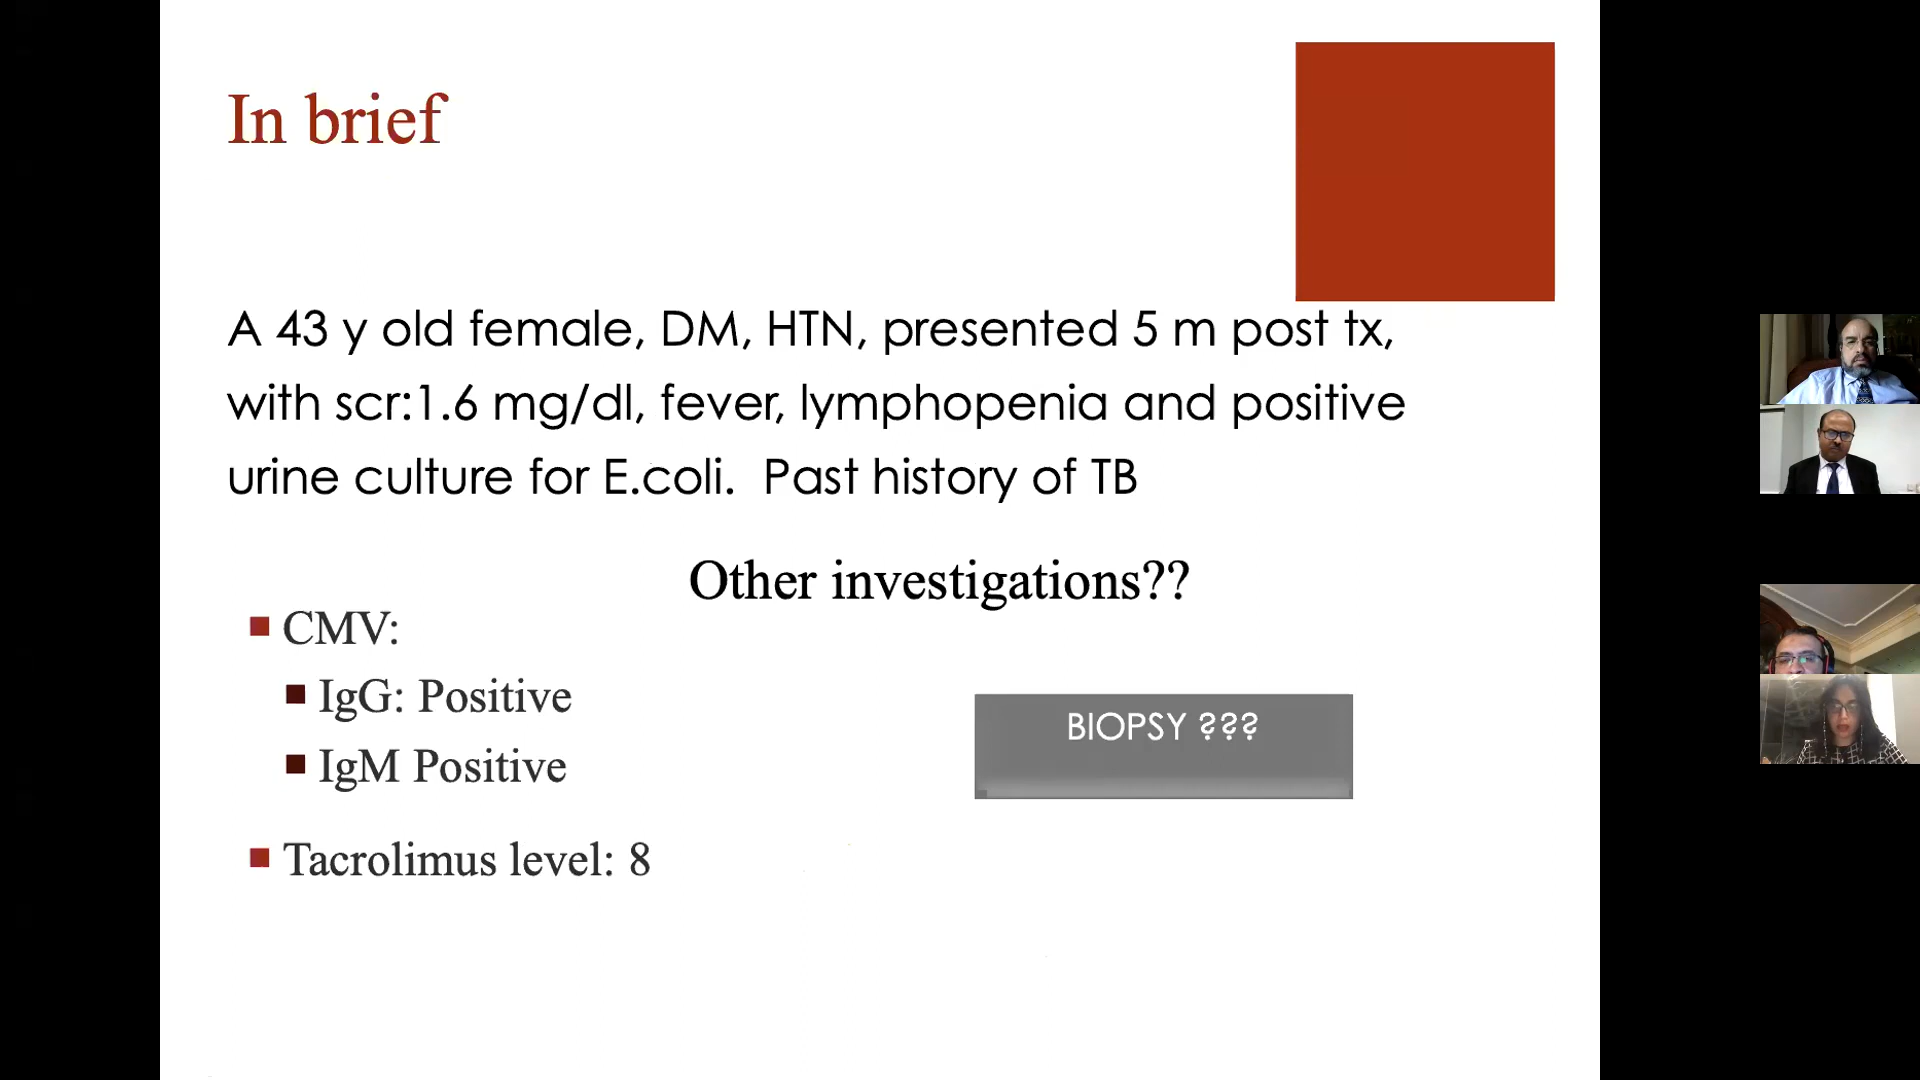 In brief
A 43 y old female, DM, HTN, presented 5 m post tx,
with scr:1.6 mg/dl, fever, lymphopenia and positive
urine culture for E.coli.  Past history of TB
Other investigations??
CMV:
IgG: Positive
IgM Positive
BIOPSY ???
Tacrolimus level: 8